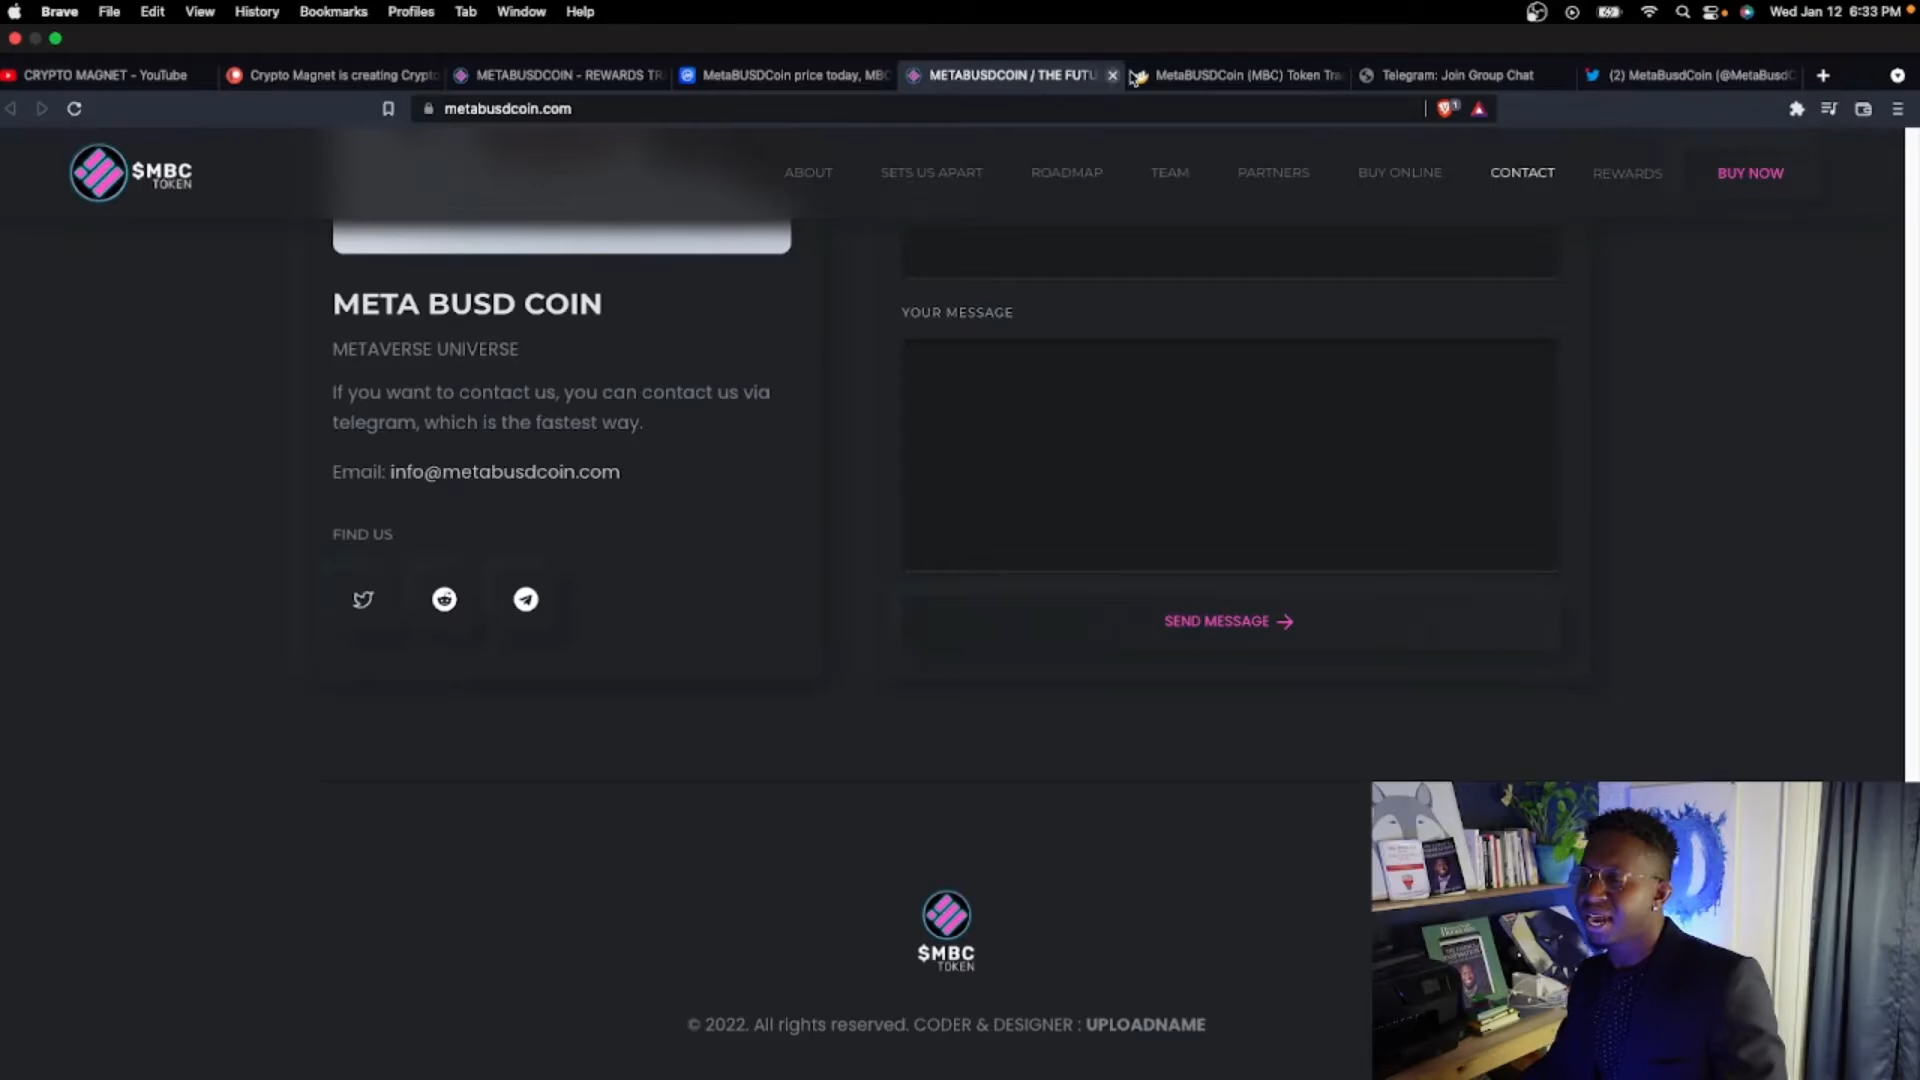 Brave File Edit View History Bookmarks Profiles Tab Window Help Wed Jan 12 6:33 PM
CRYPTO MAGNET - YouTube Crypto Magnet is creating Crypto METABUSDCOIN - REWARDS TR MetaBUSDCoin price today, MBC METABUSDCOIN / THE FUTU MetaBUSDCoin (MBC) Token Tra Telegram: Join Group Chat (2) MetaBusdCoin (@MetaBusdC
metabusdcoin.com
$MBC
TOKEN
ABOUT SETS US APART ROADMAP TEAM PARTNERS BUY ONLINE CONTACT REWARDS BUY NOW
META BUSD COIN
METAVERSE UNIVERSE
If you want to contact us, you can contact us via
telegram, which is the fastest way.
Email: info@metabusdcoin.com
FIND US
YOUR MESSAGE
SEND MESSAGE →
$MBC
TOKEN
© 2022. All rights reserved. CODER & DESIGNER : UPLOADNAME